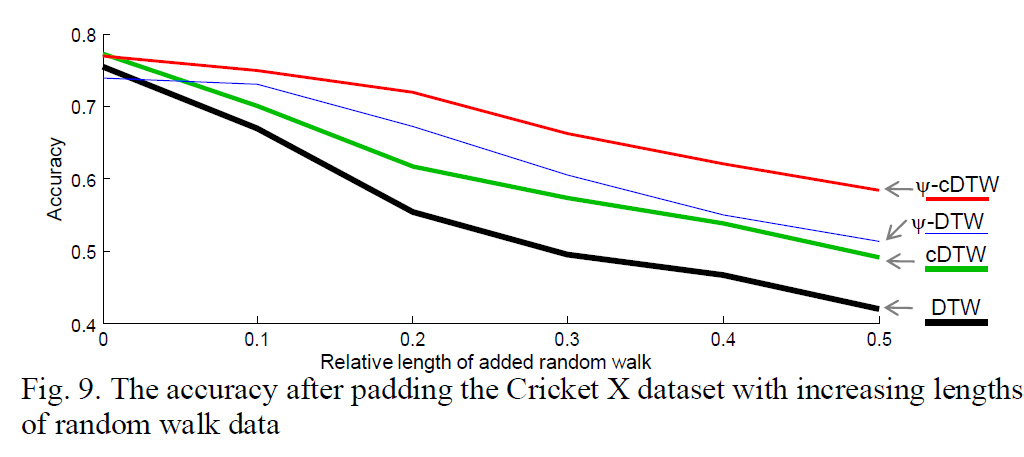 0.8
0.7
0.6
0.5
0.4
Accuracy
0 0.1 0.2 0.3 0.4 0.5
Relative length of added random walk
ψ-cDTW
ψ-DTW
cDTW
DTW
Fig. 9. The accuracy after padding the Cricket X dataset with increasing lengths
of random walk data